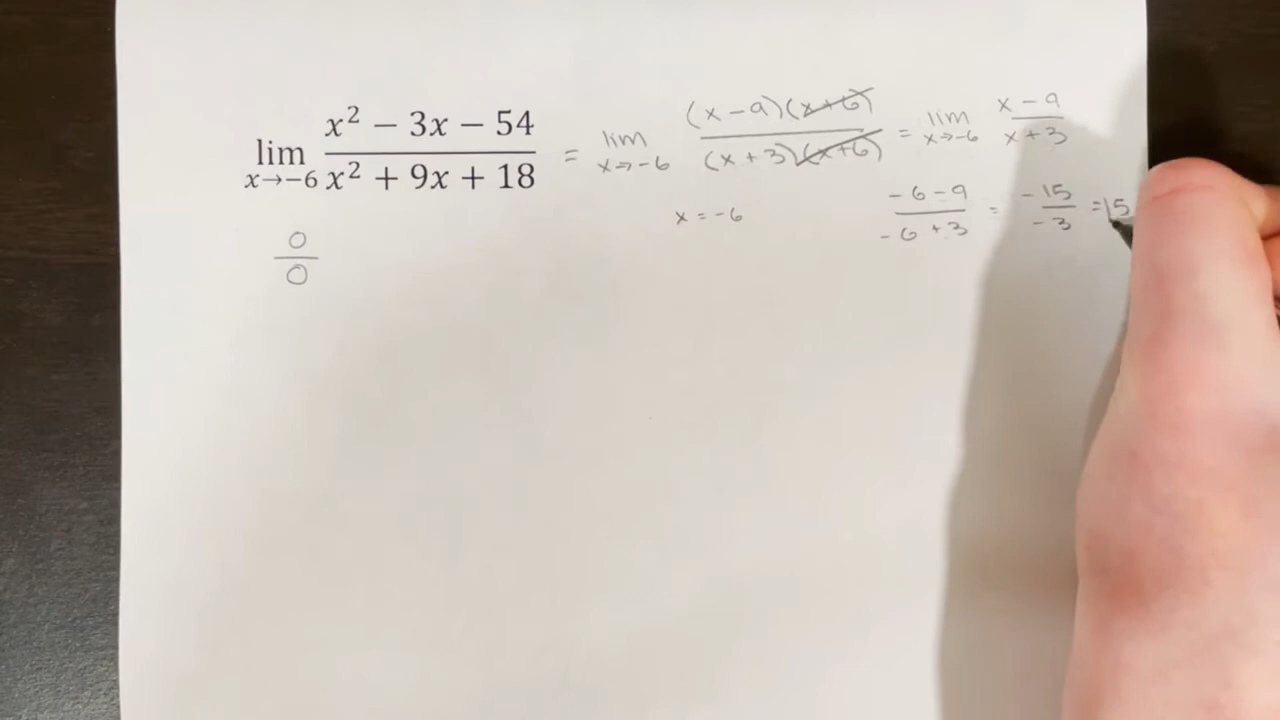 lim x→−6 (x² − 3x − 54)/(x² + 9x + 18) = lim x→-6 ((x-9)(x+6))/((x+3)(x+6)) = lim x→-6 (x-9)/(x+3)
x = -6 (-6-9)/(-6+3) = -15/-3 = 15
0/0